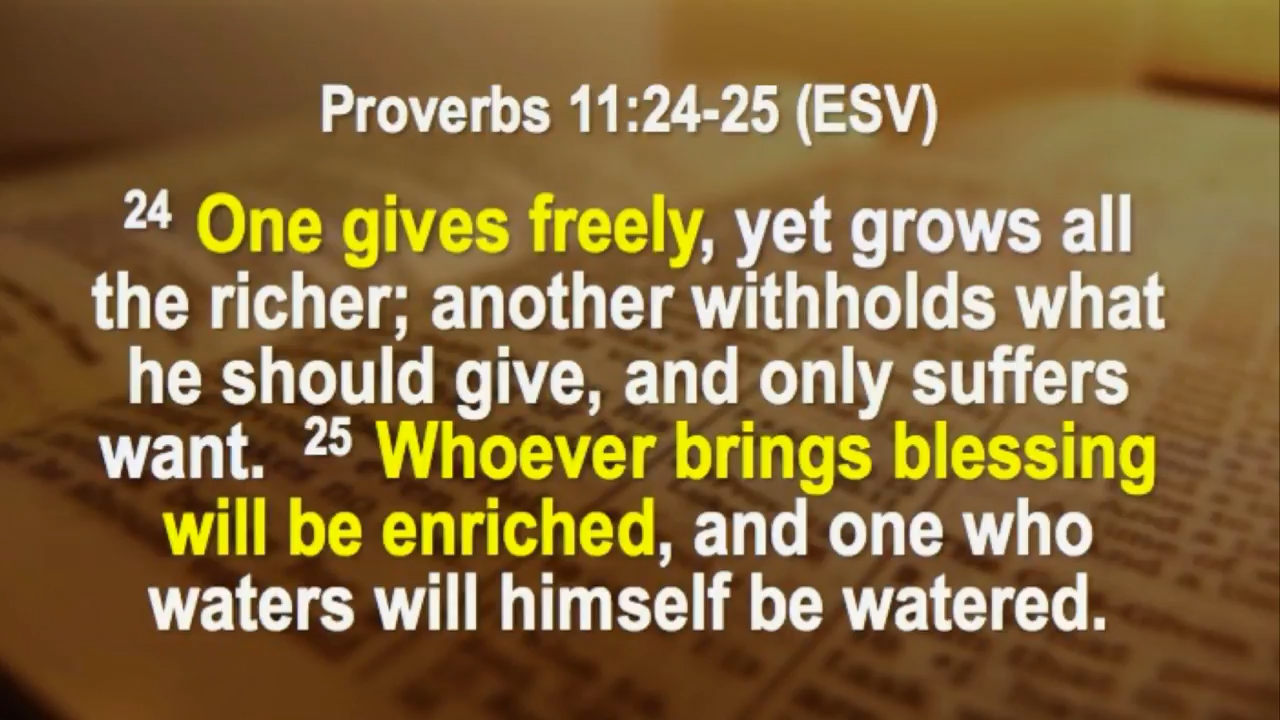 Proverbs 11:24-25 (ESV)
24 One gives freely, yet grows all
the richer; another withholds what
he should give, and only suffers
want. 25 Whoever brings blessing
will be enriched, and one who
waters will himself be watered.